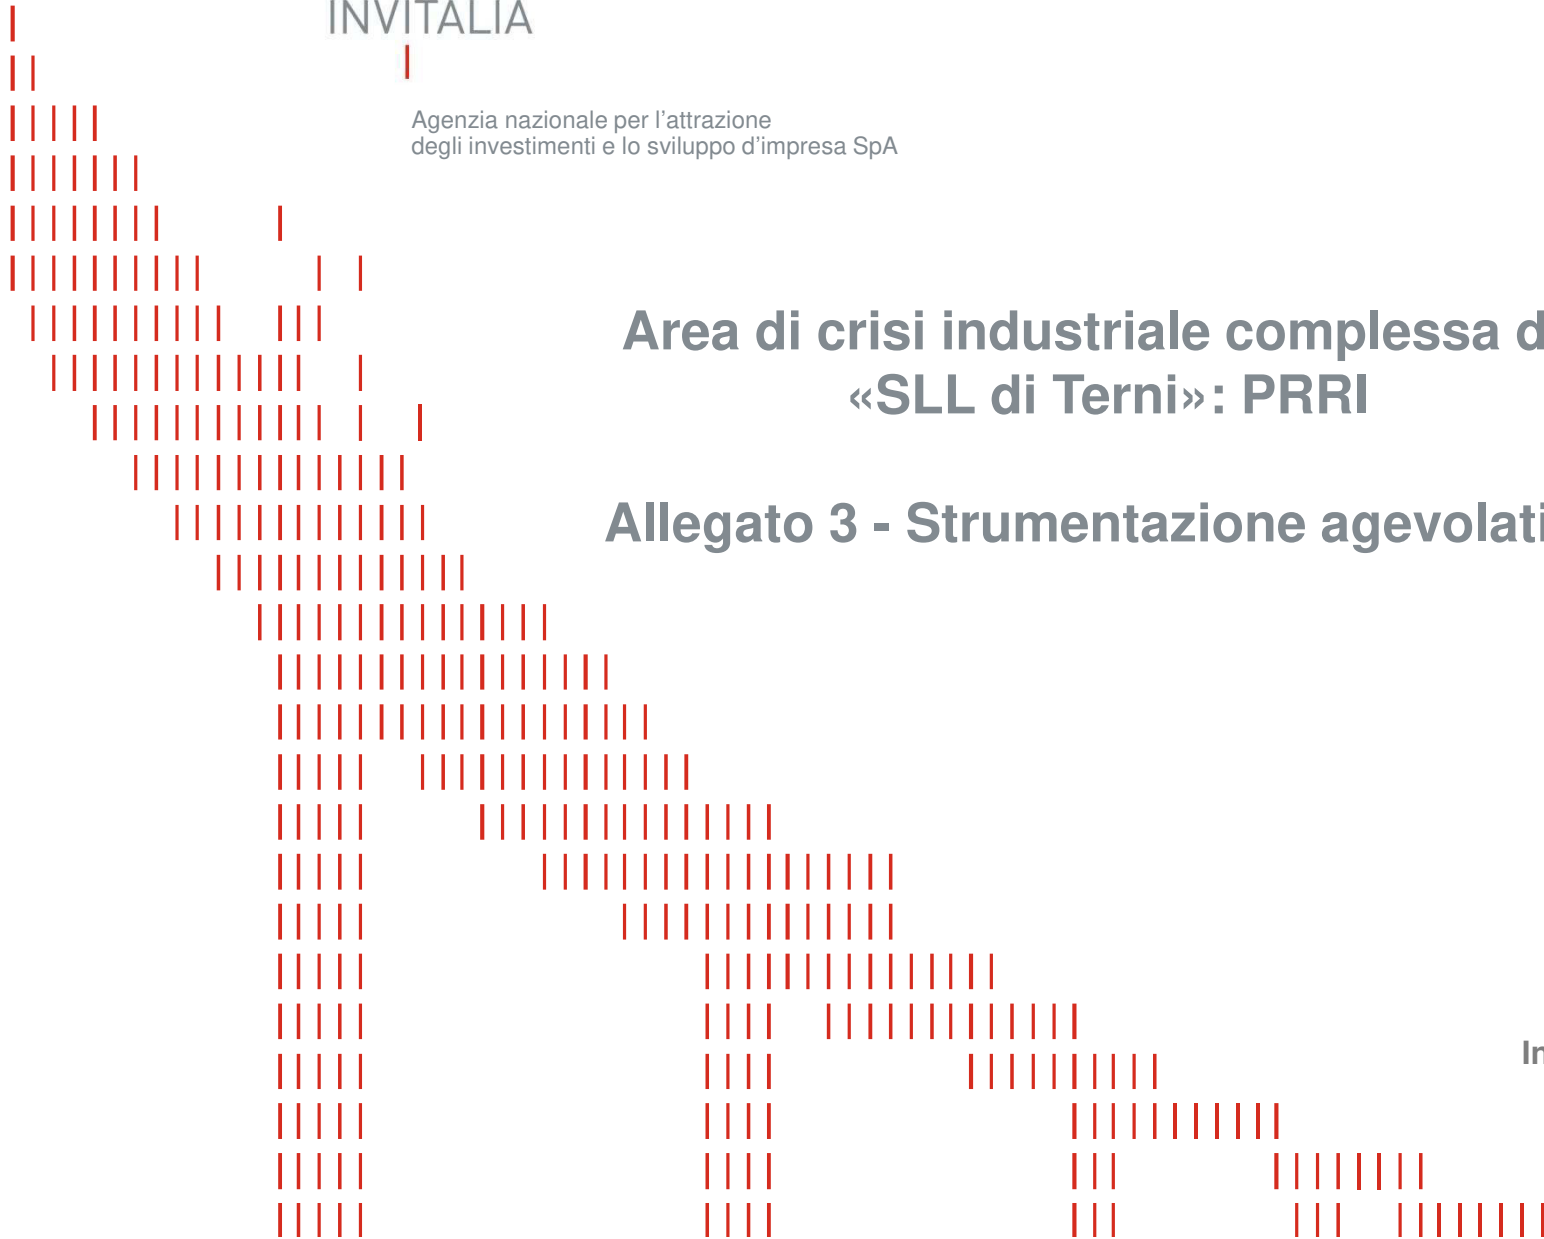 INVITALIA
Agenzia nazionale per l'attrazione
degli investimenti e lo sviluppo d'impresa SpA
Area di crisi industriale complessa d
«SLL di Terni»: PRRI
Allegato 3 - Strumentazione agevolati
In